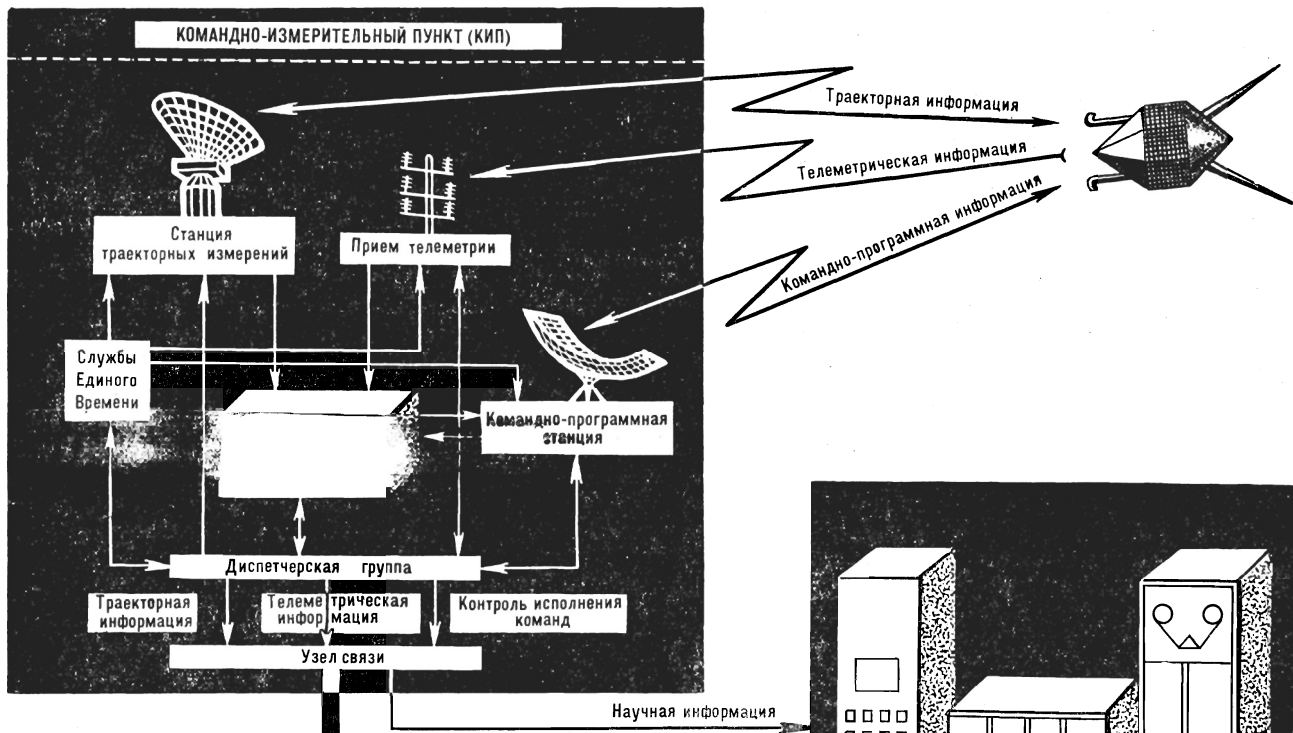 КОМАНДНО-ИЗМЕРИТЕЛЬНЫЙ ПУНКТ (КИП)
Траекторная информация
Телеметрическая информация
Командно-программная информация
Станция
траекторных измерений
Прием телеметрии
Службы
Единого
Времени
Командно-программная
станция
Диспетчерская группа
Траекторная
информация
Телеметрическая
информация
Контроль исполнения
команд
Узел связи
Научная информация